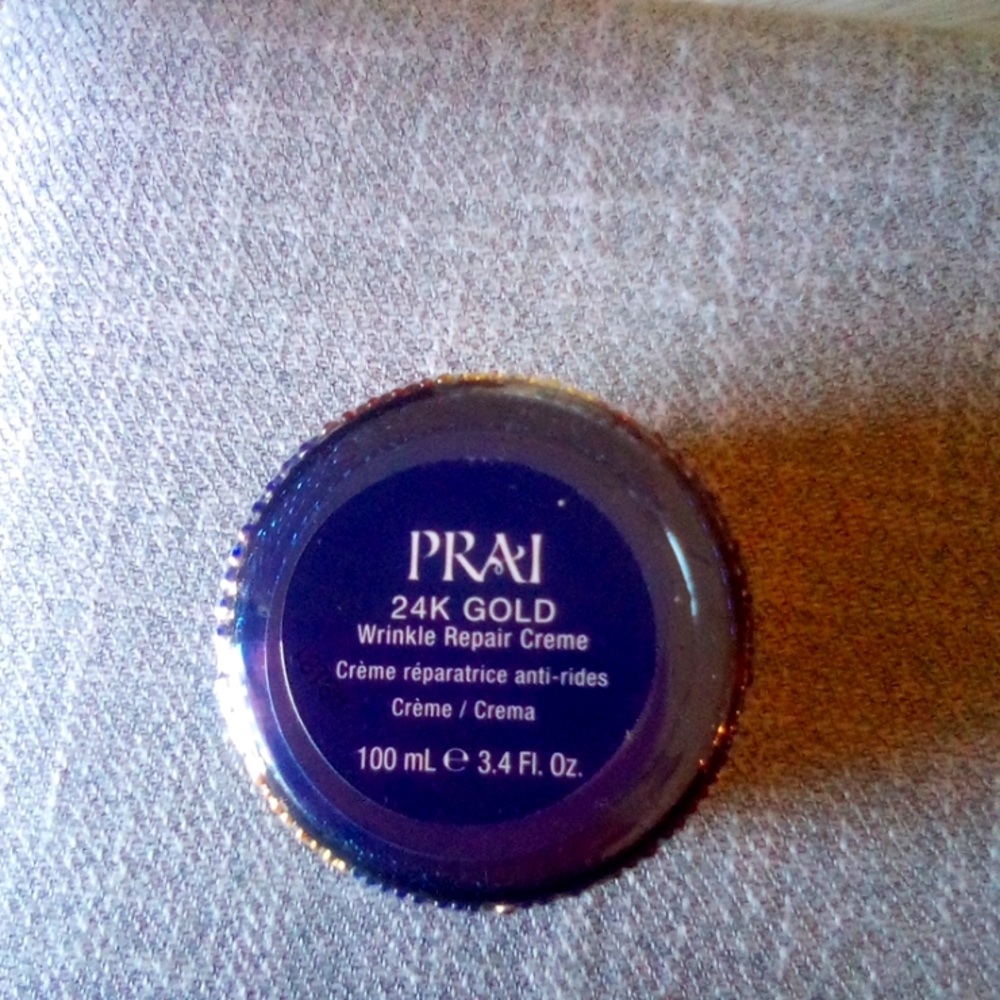 PRAI
24K GOLD
Wrinkle Repair Creme
Crème réparatrice anti-rides
Crème / Crema
100 mL ℮ 3.4 Fl. Oz.